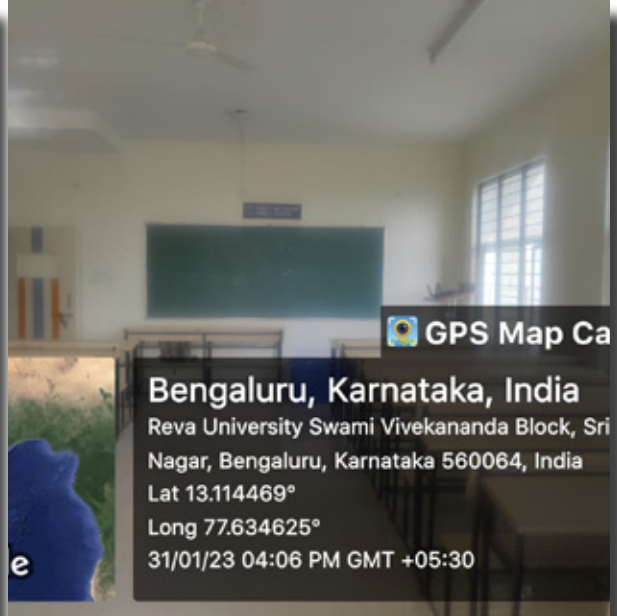 GPS Map Ca
Bengaluru, Karnataka, India
Reva University Swami Vivekananda Block, Sri
Nagar, Bengaluru, Karnataka 560064, India
Lat 13.114469°
Long 77.634625°
31/01/23 04:06 PM GMT +05:30
e